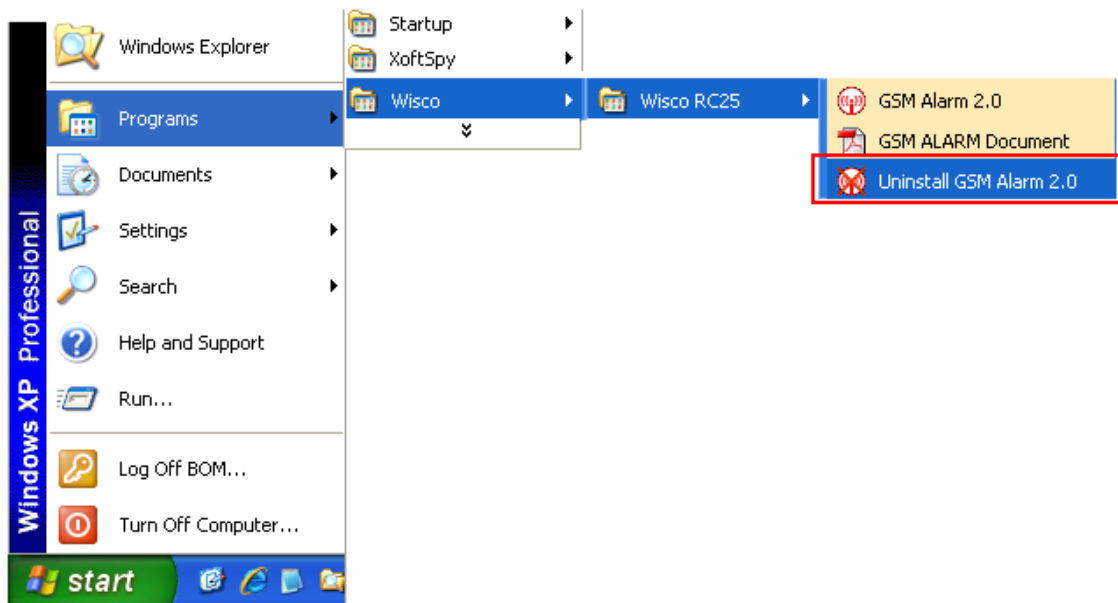 Windows Explorer
Programs
Documents
Settings
Search
Help and Support
Run...
Log Off BOM...
Turn Off Computer...
Windows XP Professional
start
Startup
XoftSpy
Wisco
Wisco RC25
GSM Alarm 2.0
GSM ALARM Document
Uninstall GSM Alarm 2.0